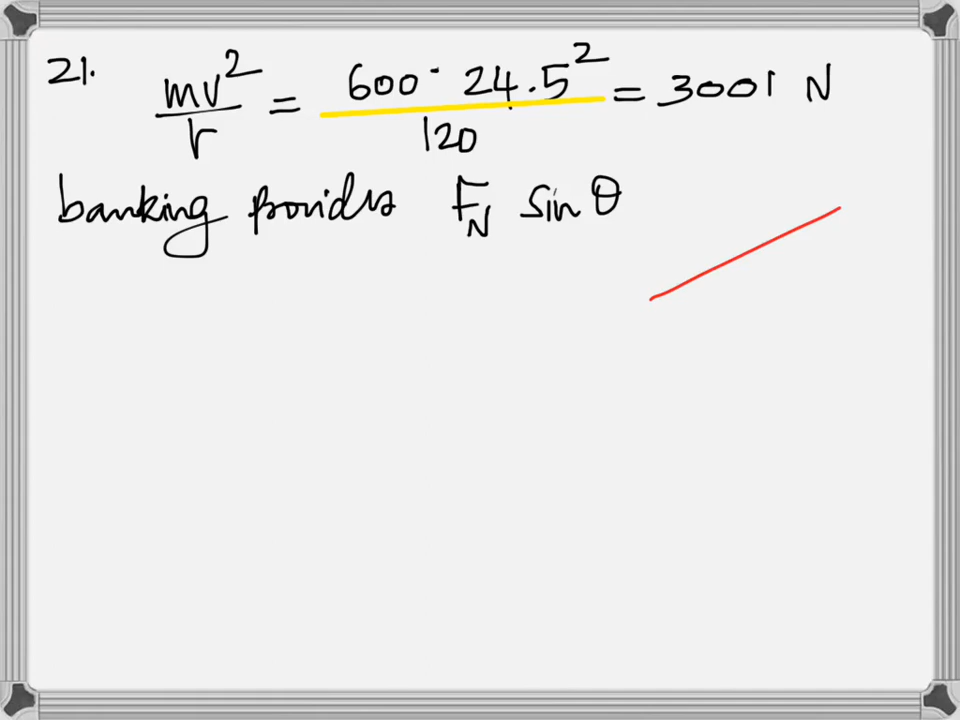 21. mv²/r = 600 · 24.5²/120 = 3001 N
banking provides F_N sin θ